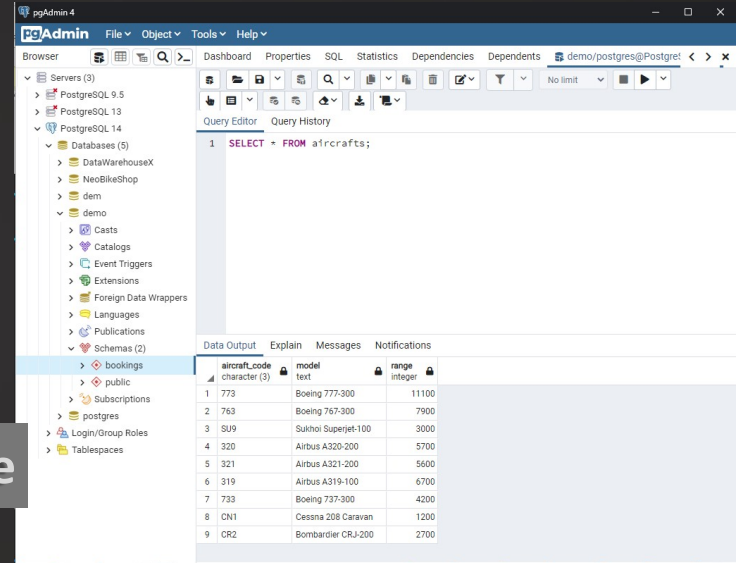 pgAdmin 4
pgAdmin File Object Tools Help
Browser
Dashboard Properties SQL Statistics Dependencies Dependents demo/postgres@PostgreS
No limit
Servers (3)
PostgreSQL 9.5
PostgreSQL 13
PostgreSQL 14
Databases (5)
DataWarehouseX
NeoBikeShop
dem
demo
Casts
Catalogs
Event Triggers
Extensions
Foreign Data Wrappers
Languages
Publications
Schemas (2)
bookings
public
Subscriptions
postgres
Login/Group Roles
Tablespaces
e
Query Editor Query History
1 SELECT * FROM aircrafts;
Data Output Explain Messages Notifications
aircraft_code model range
character (3) text integer
1 773 Boeing 777-300 11100
2 763 Boeing 767-300 7900
3 SU9 Sukhoi Superjet-100 3000
4 320 Airbus A320-200 5700
5 321 Airbus A321-200 5600
6 319 Airbus A319-100 6700
7 733 Boeing 737-300 4200
8 CN1 Cessna 208 Caravan 1200
9 CR2 Bombardier CRJ-200 2700